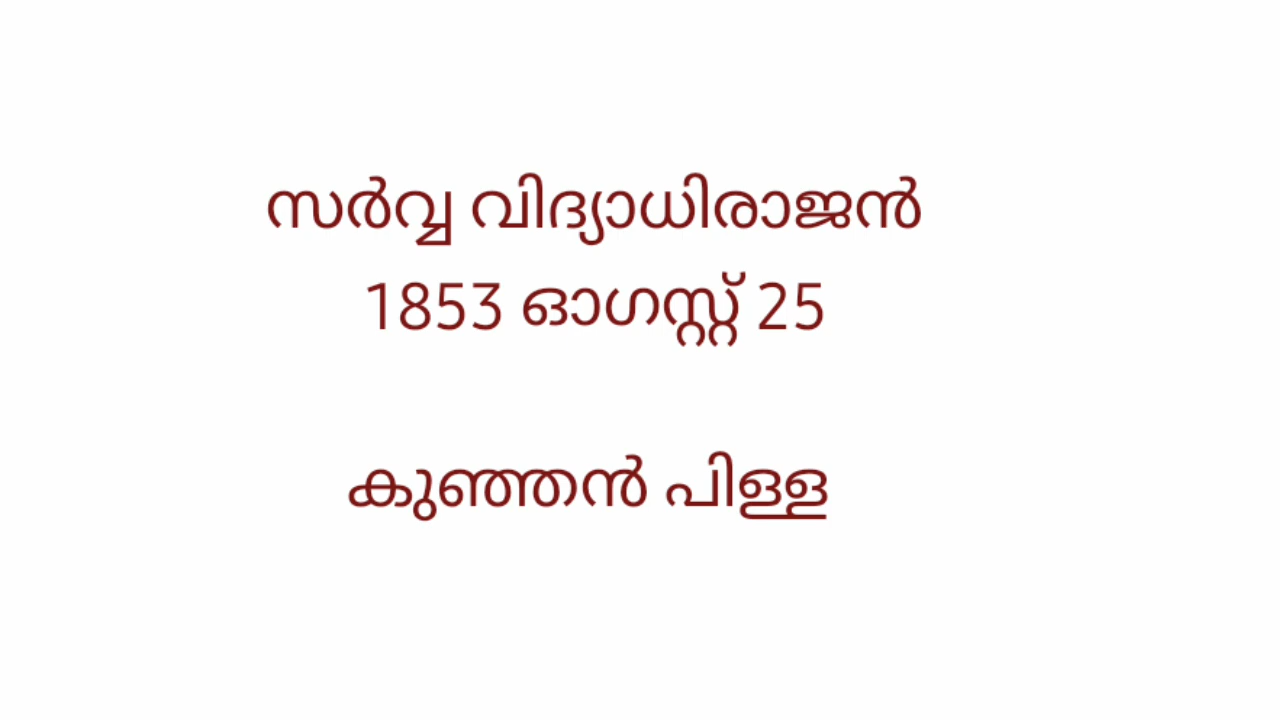 സർവ്വ വിദ്യാധിരാജൻ
1853 ഓഗസ്റ്റ് 25
കുഞ്ഞൻ പിള്ള